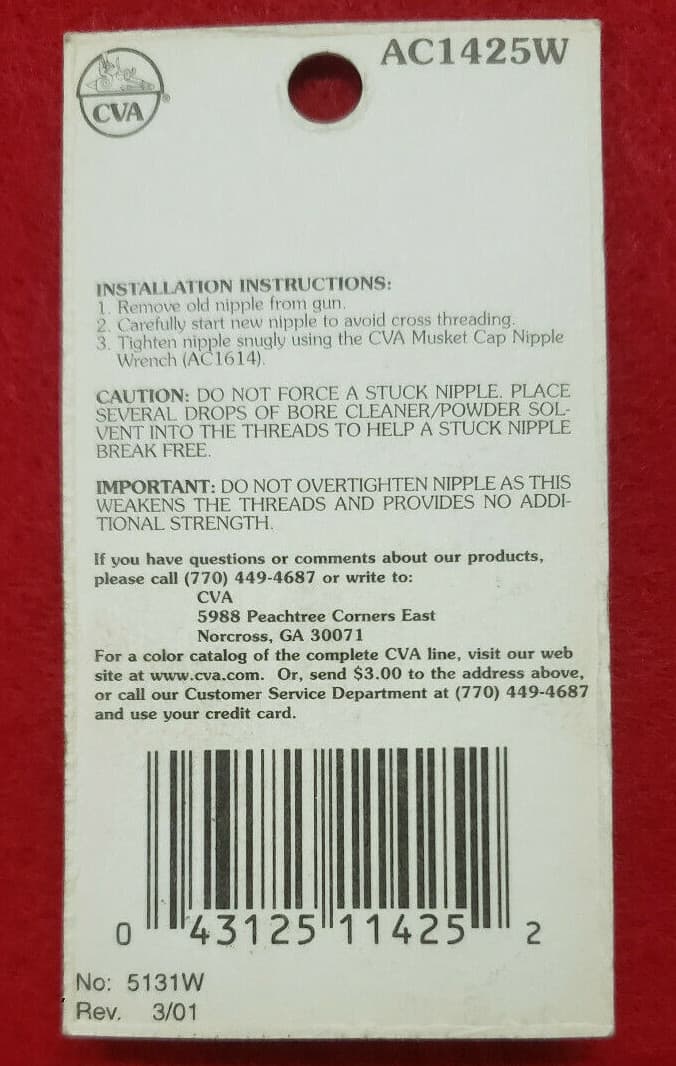 AC1425W
CVA®
INSTALLATION INSTRUCTIONS:
1. Remove old nipple from gun.
2. Carefully start new nipple to avoid cross threading.
3. Tighten nipple snugly using the CVA Musket Cap Nipple
Wrench (AC1614).
CAUTION: DO NOT FORCE A STUCK NIPPLE. PLACE
SEVERAL DROPS OF BORE CLEANER/POWDER SOL-
VENT INTO THE THREADS TO HELP A STUCK NIPPLE
BREAK FREE.
IMPORTANT: DO NOT OVERTIGHTEN NIPPLE AS THIS
WEAKENS THE THREADS AND PROVIDES NO ADDI-
TIONAL STRENGTH.
If you have questions or comments about our products,
please call (770) 449-4687 or write to:
CVA
5988 Peachtree Corners East
Norcross, GA 30071
For a color catalog of the complete CVA line, visit our web
site at www.cva.com. Or, send $3.00 to the address above,
or call our Customer Service Department at (770) 449-4687
and use your credit card.
0 43125 11425 2
No: 5131W
Rev. 3/01